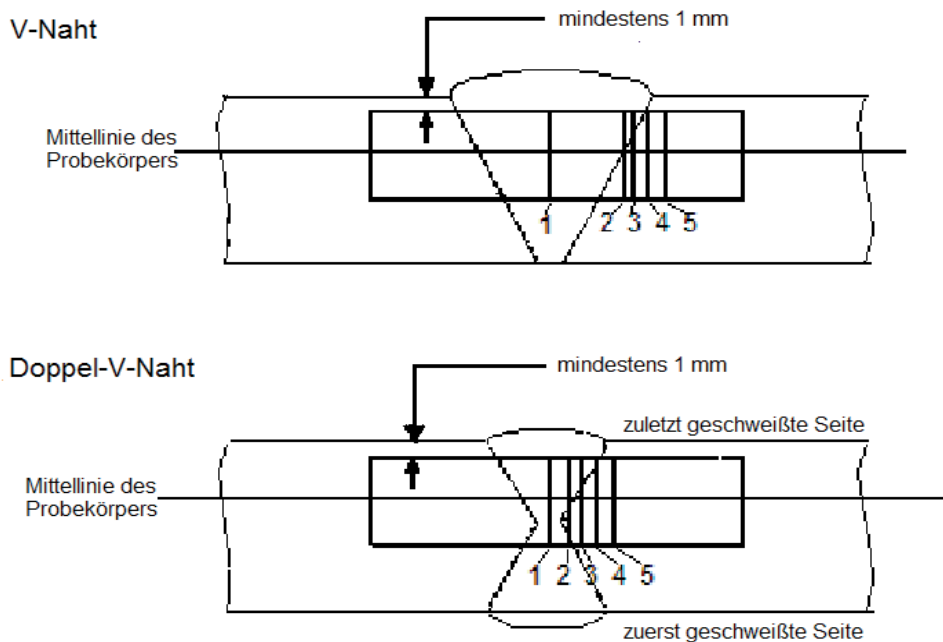 V-Naht
mindestens 1 mm
Mittellinie des
Probekörpers
1 2 3 4 5
Doppel-V-Naht
mindestens 1 mm
zuletzt geschweißte Seite
Mittellinie des
Probekörpers
1 2 3 4 5
zuerst geschweißte Seite